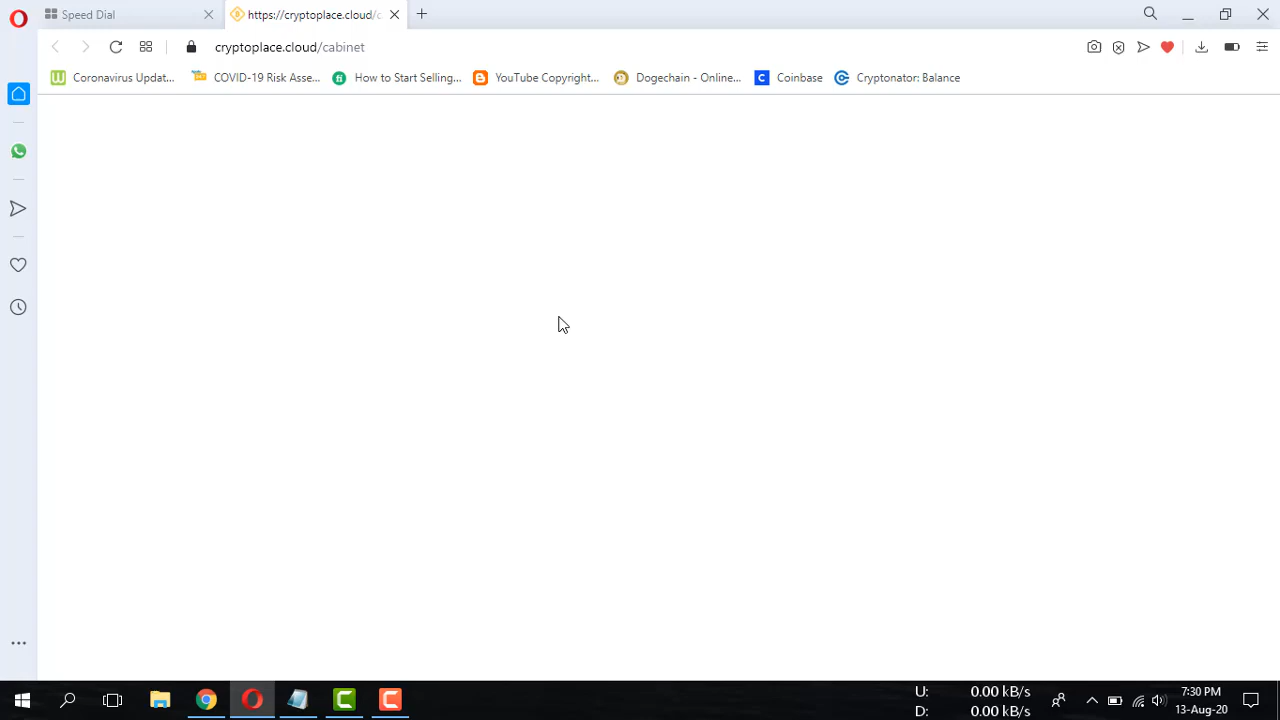 Speed Dial
https://cryptoplace.cloud/c
cryptoplace.cloud/cabinet
Coronavirus Updat...
COVID-19 Risk Asse...
How to Start Selling...
YouTube Copyright...
Dogechain - Online...
Coinbase
Cryptonator: Balance
U: 0.00 kB/s
D: 0.00 kB/s
7:30 PM
13-Aug-20